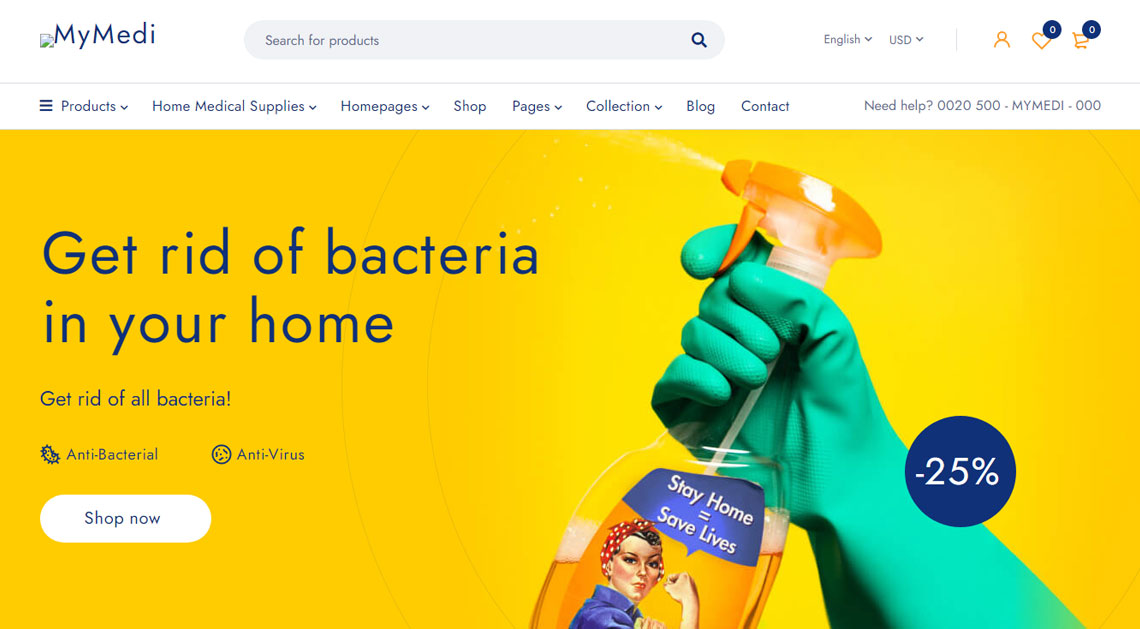 MyMedi
Search for products
English
USD
0
0
Products
Home Medical Supplies
Homepages
Shop
Pages
Collection
Blog
Contact
Need help? 0020 500 - MYMEDI - 000
Get rid of bacteria
in your home
Get rid of all bacteria!
Anti-Bacterial
Anti-Virus
Shop now
-25%
Stay Home
=
Save Lives